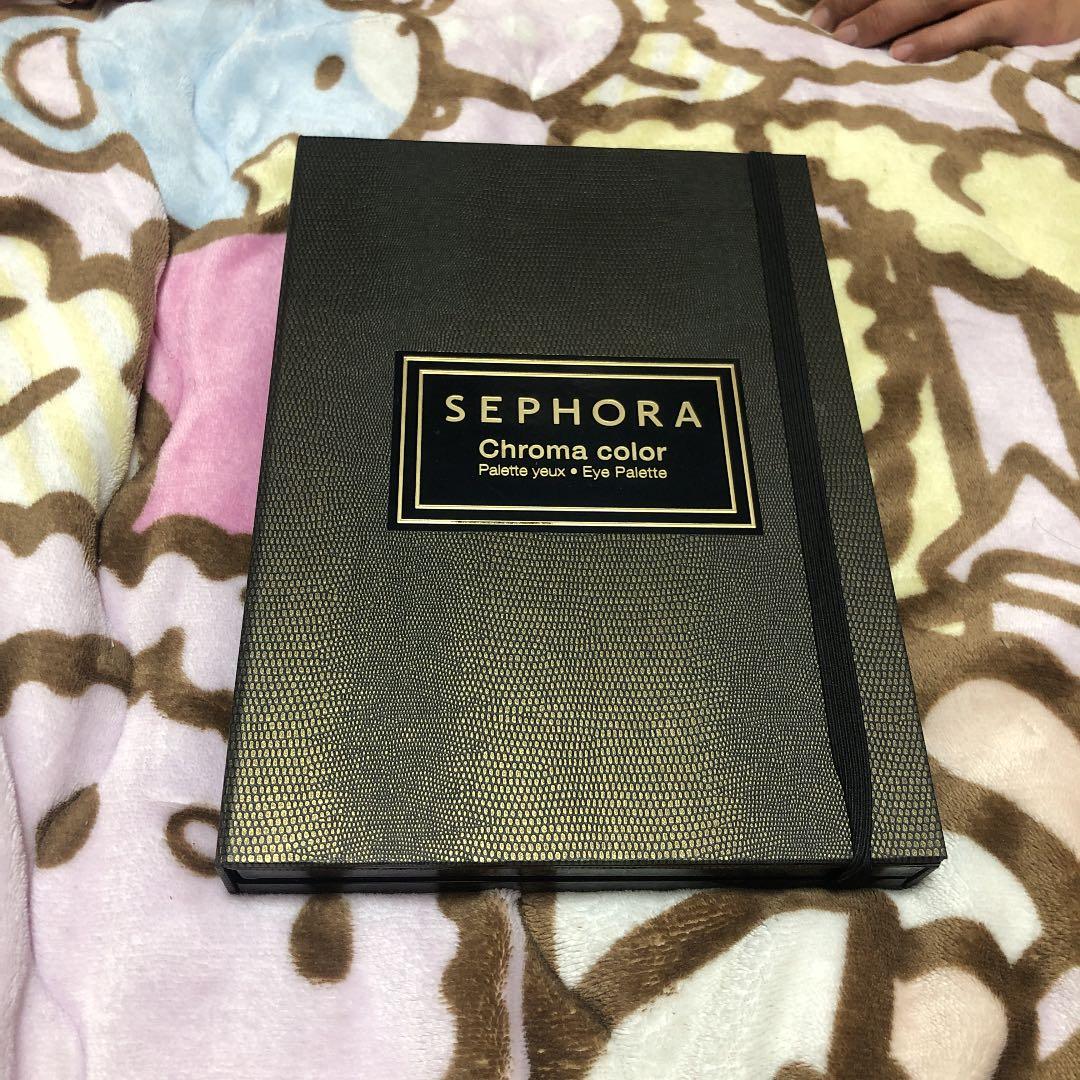 SEPHORA
Chroma color
Palette yeux • Eye Palette